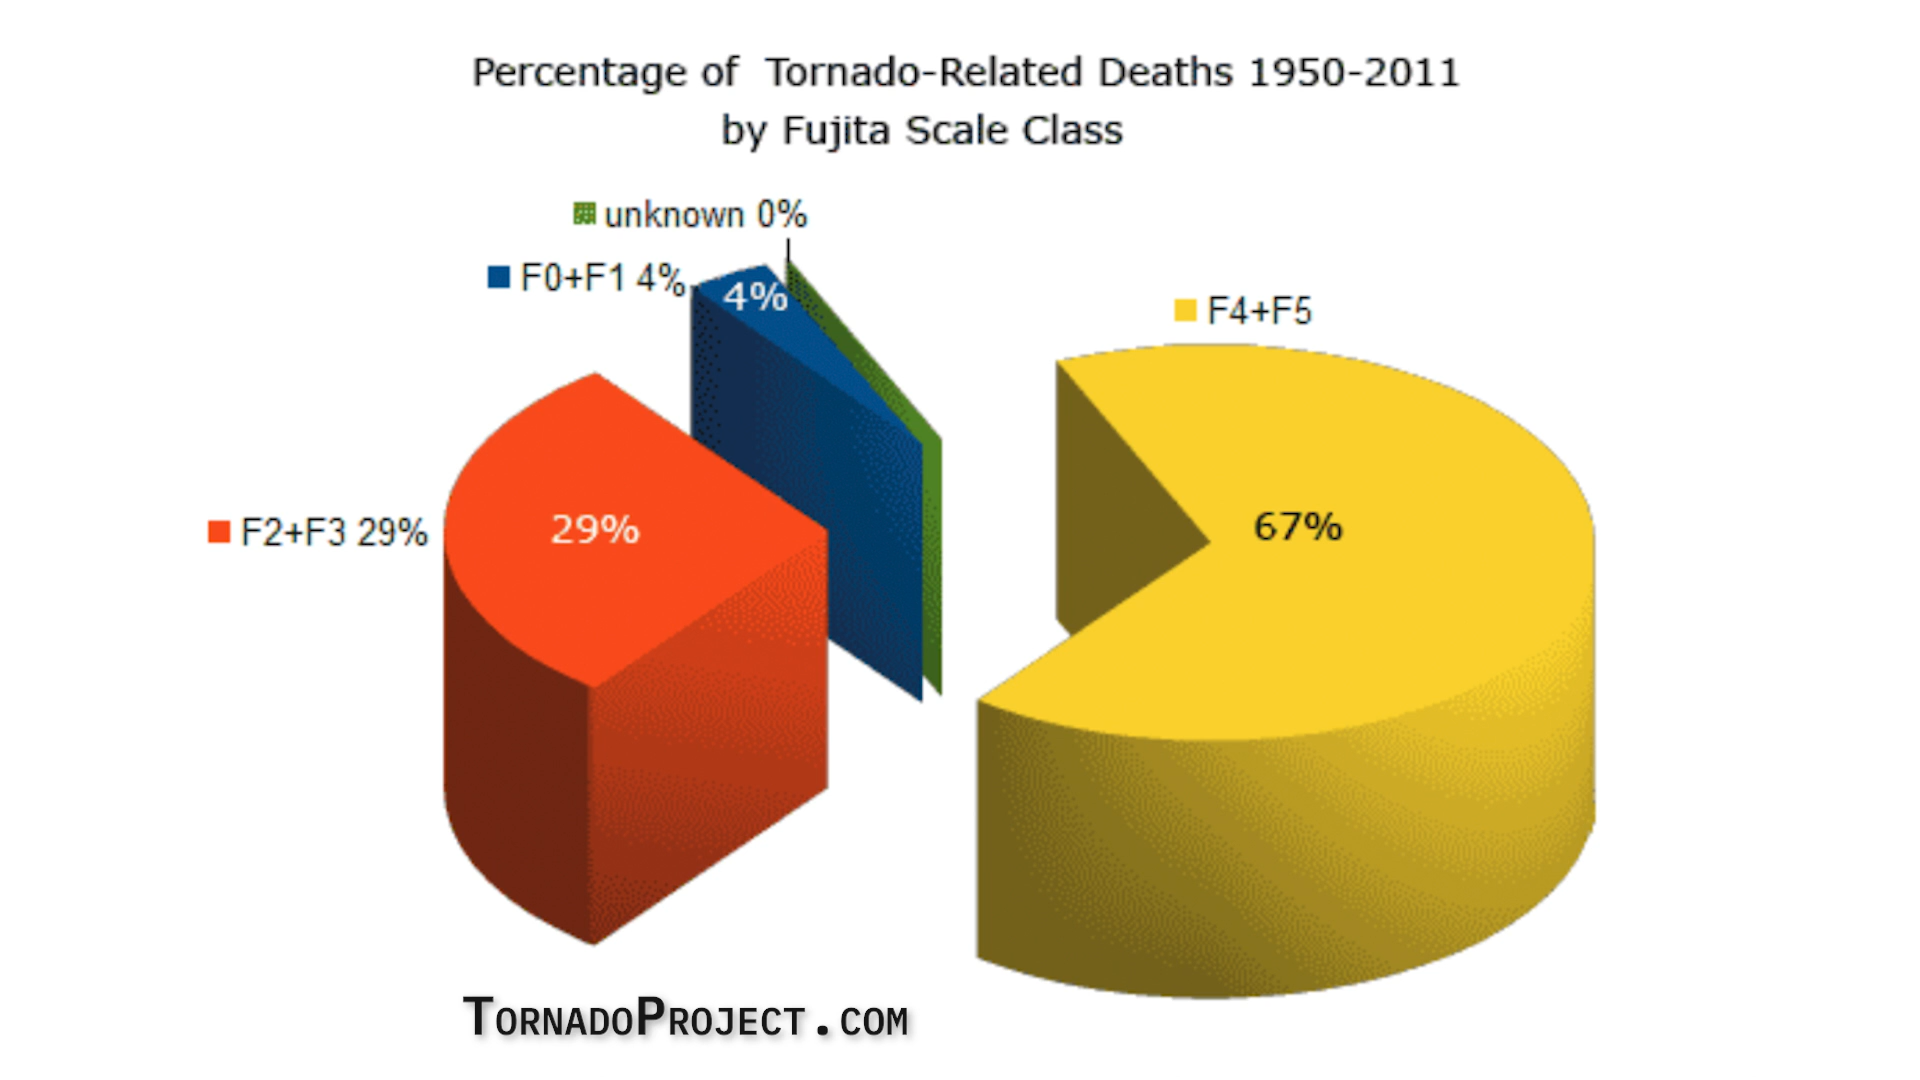 Percentage of Tornado-Related Deaths 1950-2011
by Fujita Scale Class
unknown 0%
F0+F1 4%
4%
F4+F5
F2+F3 29%
29%
67%
TornadoProject.com